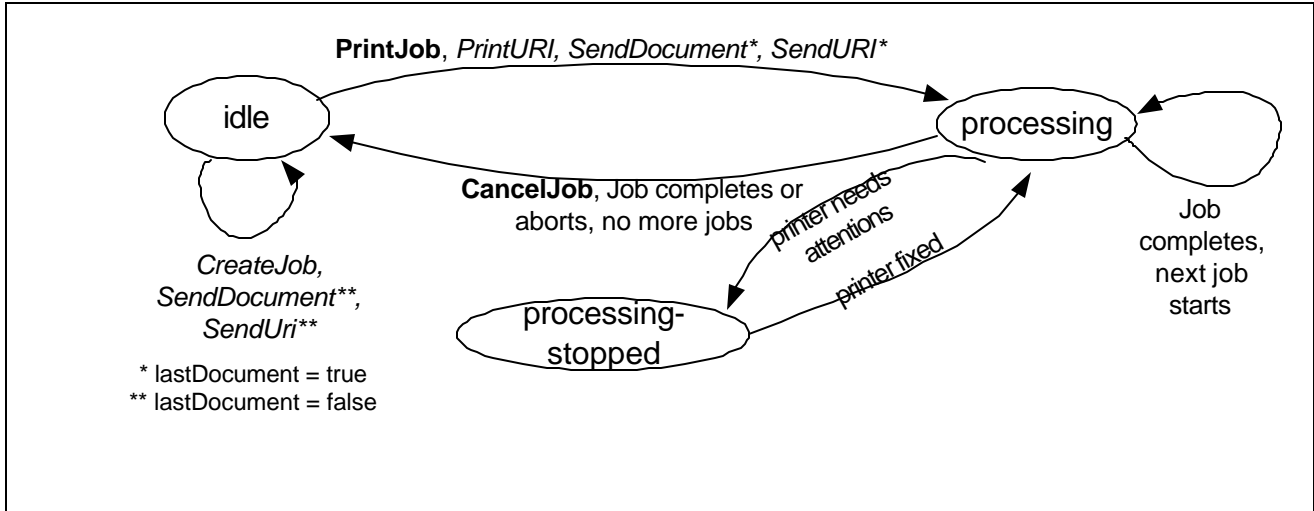 PrintJob, PrintURI, SendDocument*, SendURI*
idle
processing
CancelJob, Job completes or
aborts, no more jobs
printer needs
attentions
printer fixed
Job
completes,
next job
starts
CreateJob,
SendDocument**,
SendUri**
processing-
stopped
* lastDocument = true
** lastDocument = false